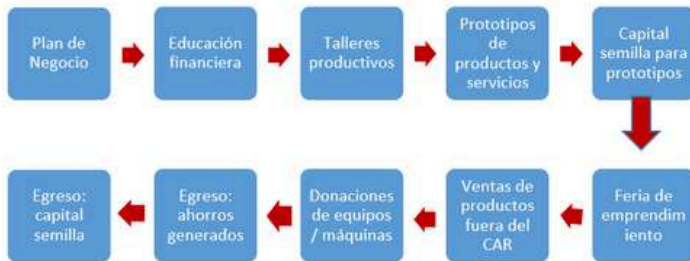 Plan de
Negocio
Educación
financiera
Talleres
productivos
Prototipos
de
productos y
servicios
Capital
semilla para
prototipos
Feria de
emprendim
iento
Ventas de
productos
fuera del
CAR
Donaciones
de equipos
/ máquinas
Egreso:
ahorros
generados
Egreso:
capital
semilla